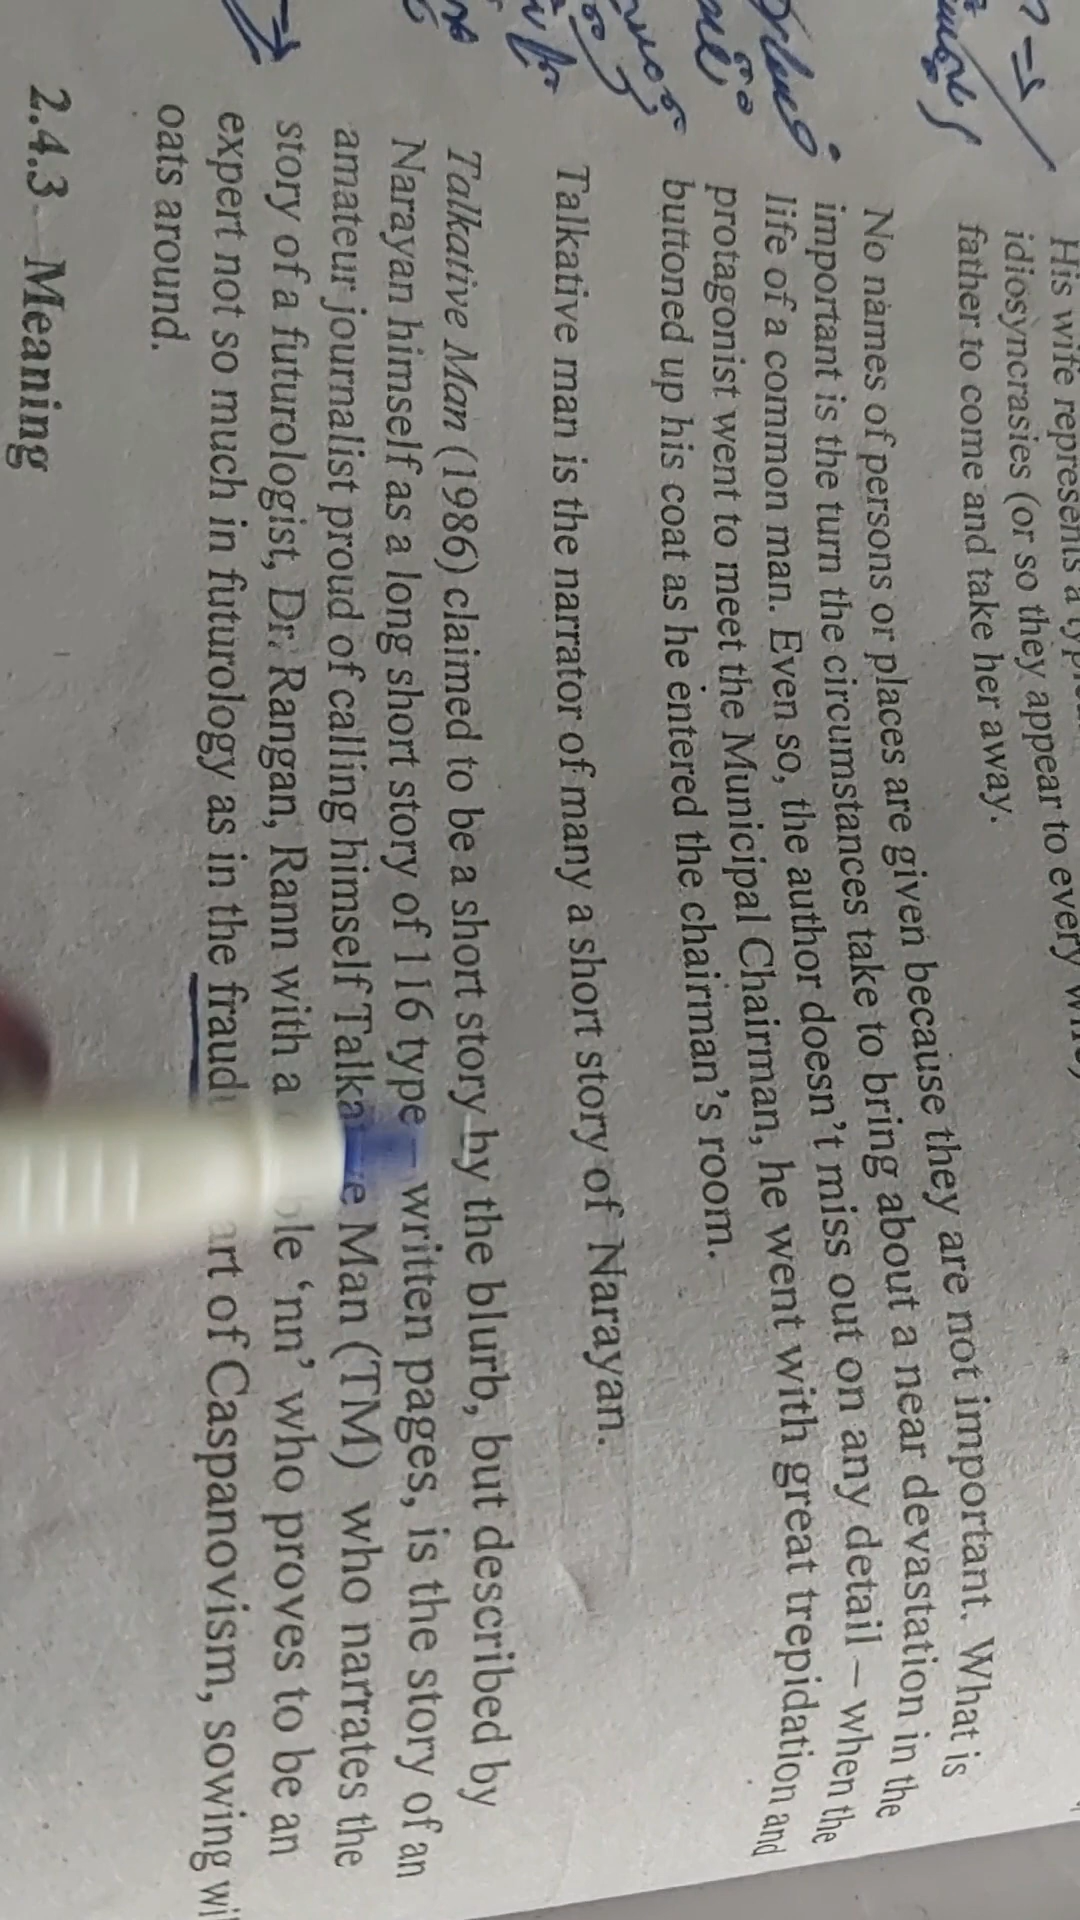 His wife represents a
idiosyncrasies (or so they appear to every
father to come and take her away.
No names of persons or places are given because they are not important. What is
important is the turn the circumstances take to bring about a near devastation in the
life of a common man. Even so, the author doesn't miss out on any detail – when the
protagonist went to meet the Municipal Chairman, he went with great trepidation and
buttoned up his coat as he entered the chairman's room.
Talkative man is the narrator of many a short story of Narayan.
Talkative Man (1986) claimed to be a short story by the blurb, but described by
Narayan himself as a long short story of 116 type – written pages, is the story of an
amateur journalist proud of calling himself Man (TM) who narrates the
story of a futurologist, Dr. Rangan, Rann with a 'nn' who proves to be an
expert not so much in futurology as in the of Caspanovism, sowing
oats around.
2.4.3 Meaning